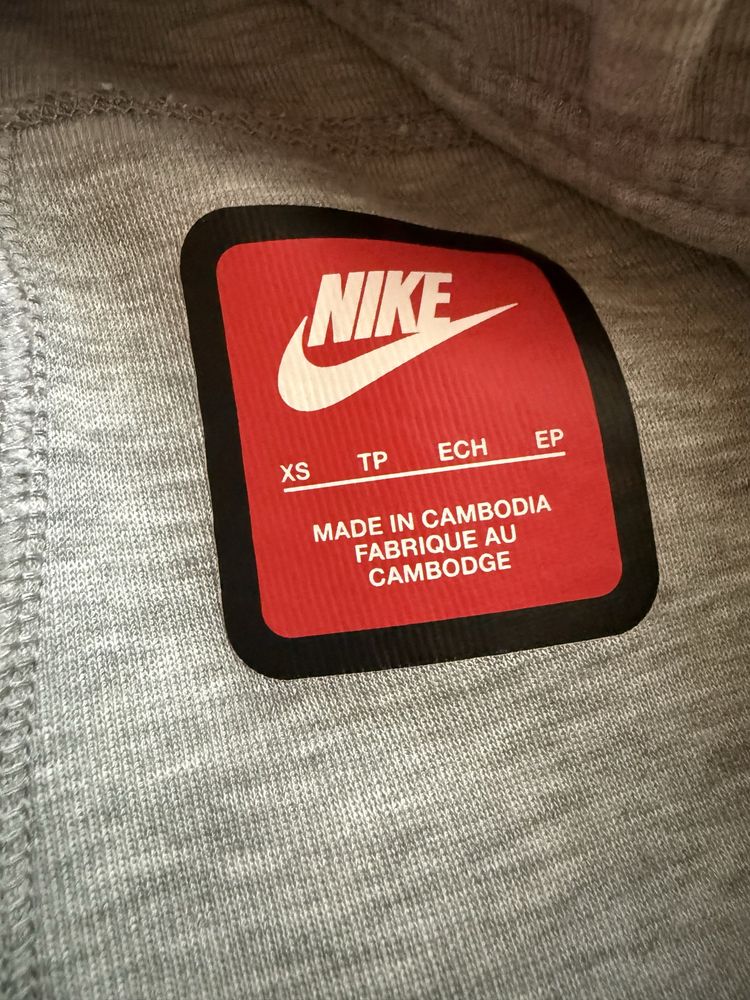 NIKE
XS TP ECH EP
MADE IN CAMBODIA
FABRIQUE AU
CAMBODGE